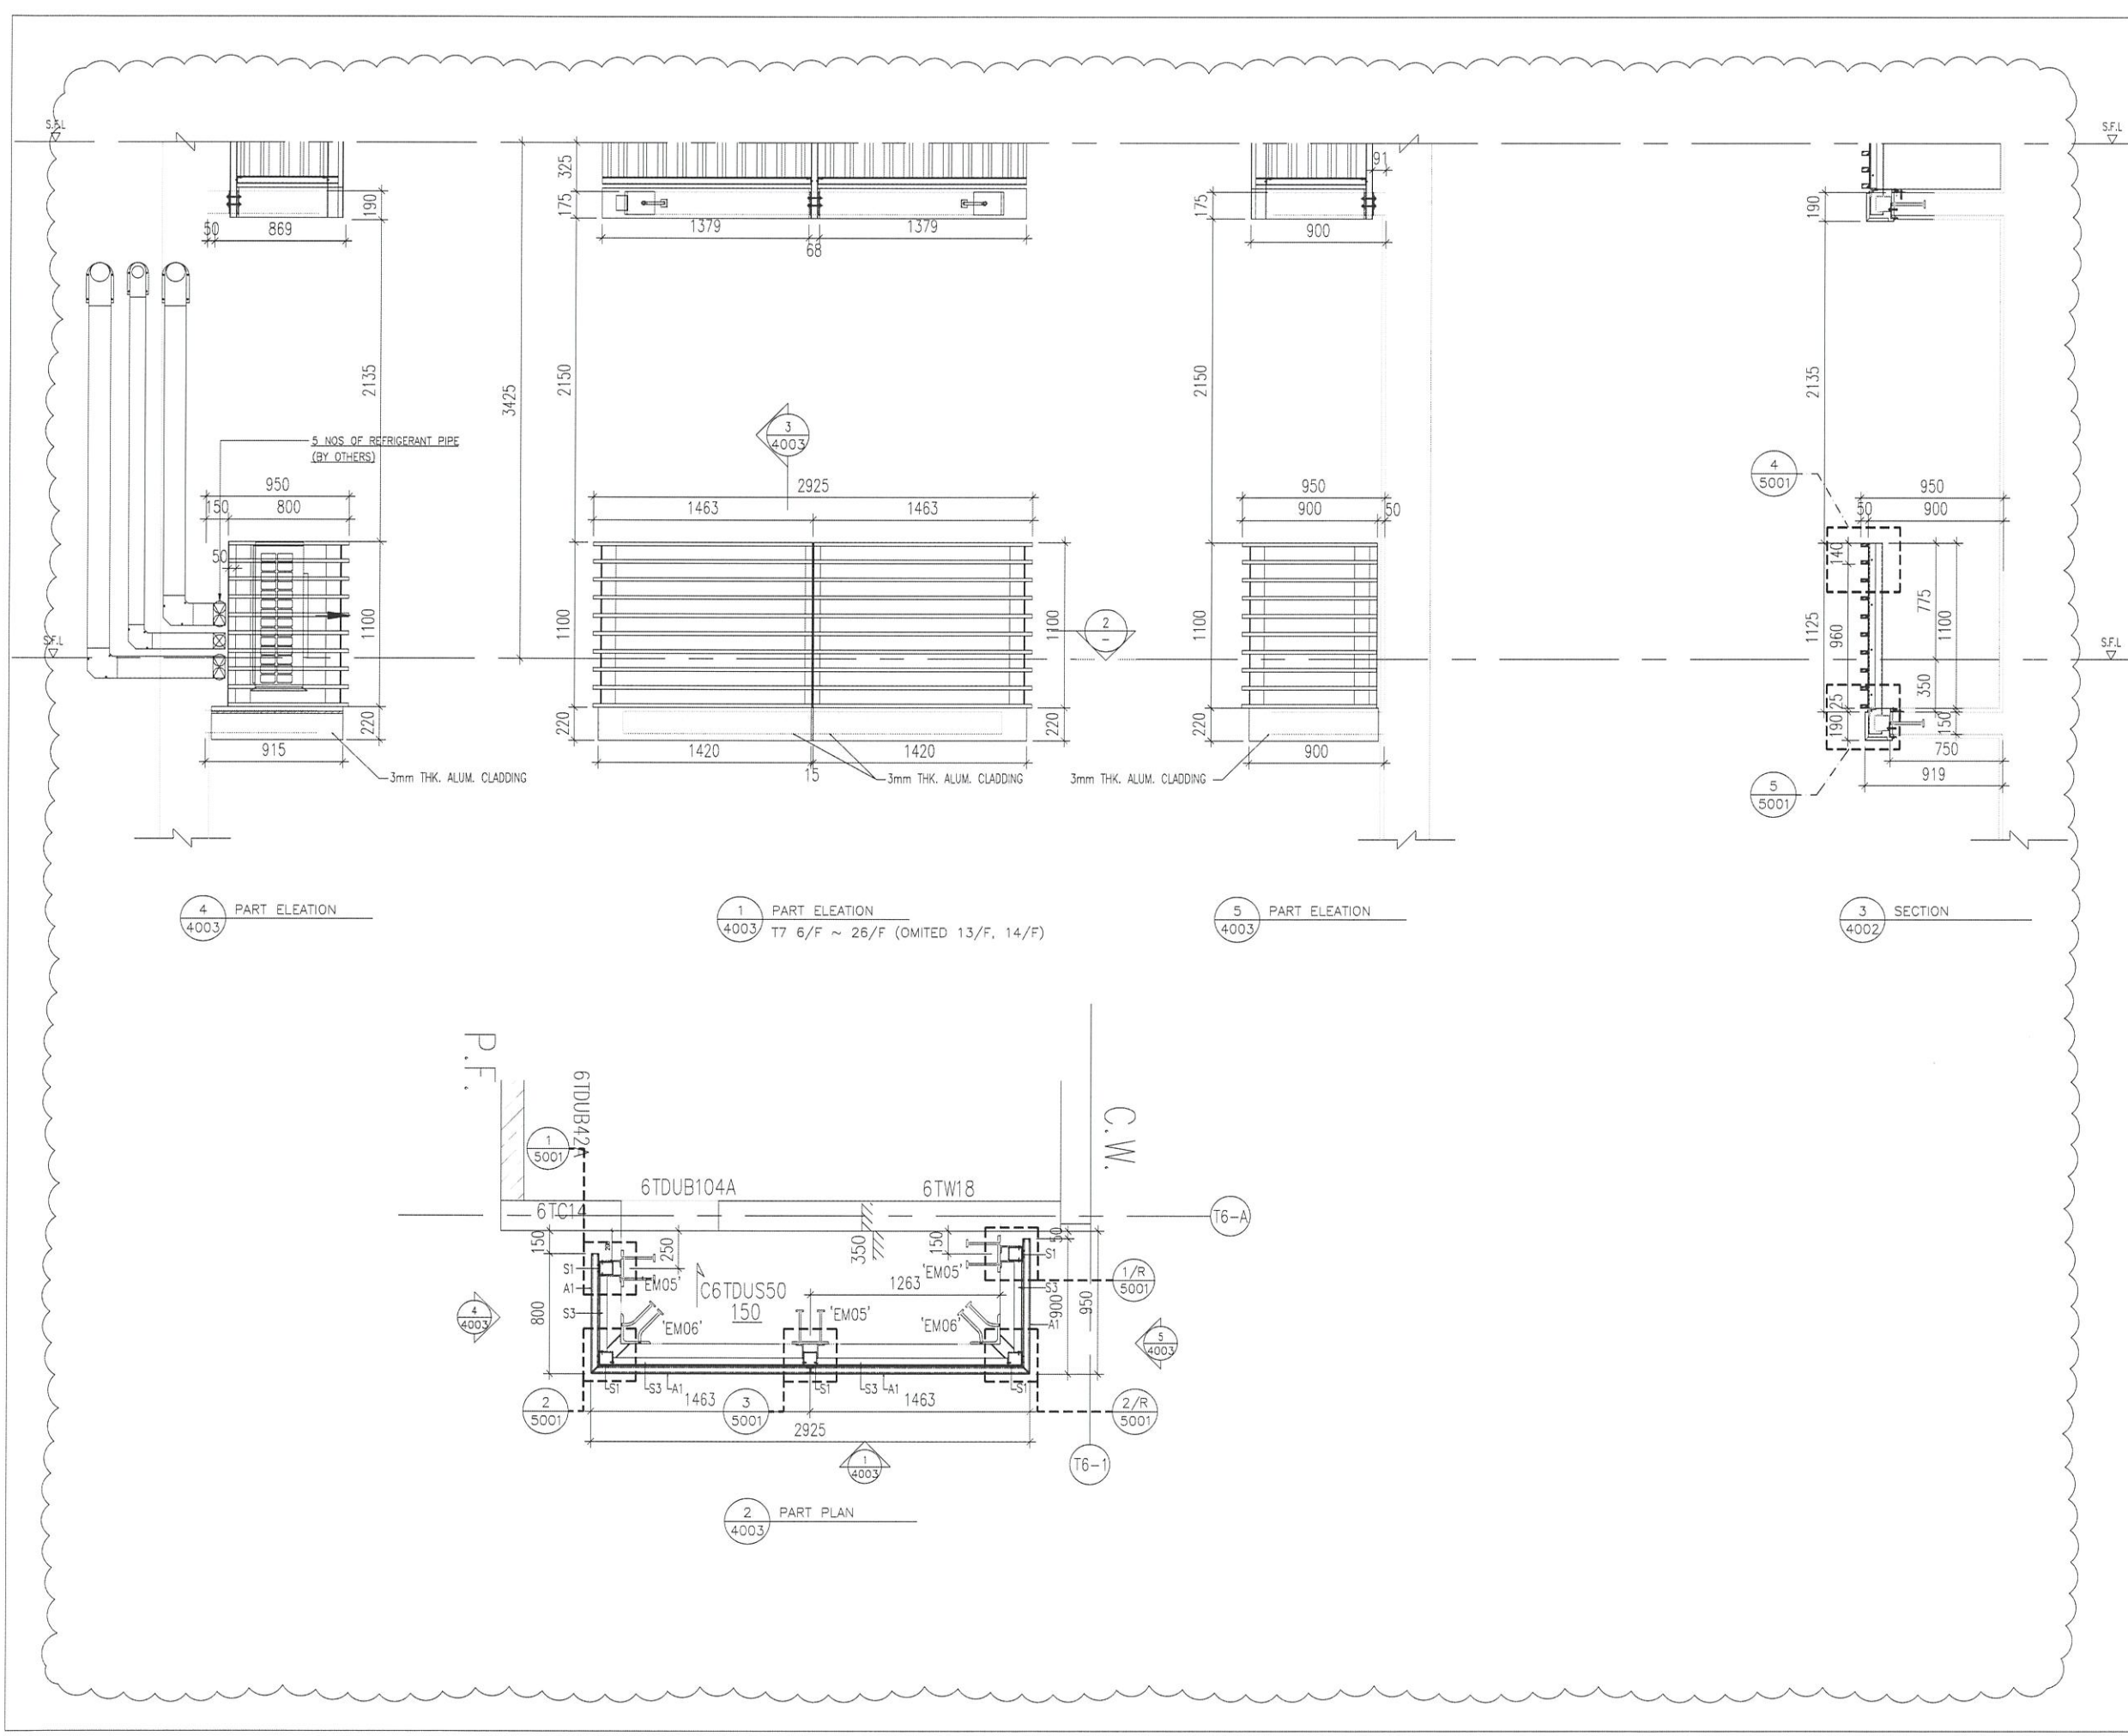 S.F.L
S.F.L
190
50
869
2135
5 NOS OF REFRIGERANT PIPE
(BY OTHERS)
950
150
800
50
1100
S.F.L
220
915
3mm THK. ALUM. CLADDING
4
4003
PART ELEATION
325
175
1379
1379
68
3425
2150
3
4003
2925
1463
1463
1100
1100
2
-
220
220
1420
1420
15
3mm THK. ALUM. CLADDING
1
4003
PART ELEATION
T7 6/F ~ 26/F (OMITED 13/F, 14/F)
91
175
900
2150
950
900
50
1100
220
900
3mm THK. ALUM. CLADDING
5
4003
PART ELEATION
190
2135
4
5001
950
50
900
140
775
1125
960
1100
S.F.L
350
25
190
150
750
919
5
5001
3
4002
SECTION
P.F.
6TDUB42A
C.W.
1
5001
6TDUB104A
6TW18
6TC14
T6-A
150
250
350
150
50
S1
'EM05'
'EM05'
S1
A1
C6TDUS50
150
1263
1/R
5001
S3
S3
4
4003
800
'EM06'
'EM05'
'EM06'
900
950
A1
5
4003
S1
S3
A1
S1
S3
A1
S1
2
5001
1463
3
5001
1463
2/R
5001
2925
1
4003
T6-1
2
4003
PART PLAN